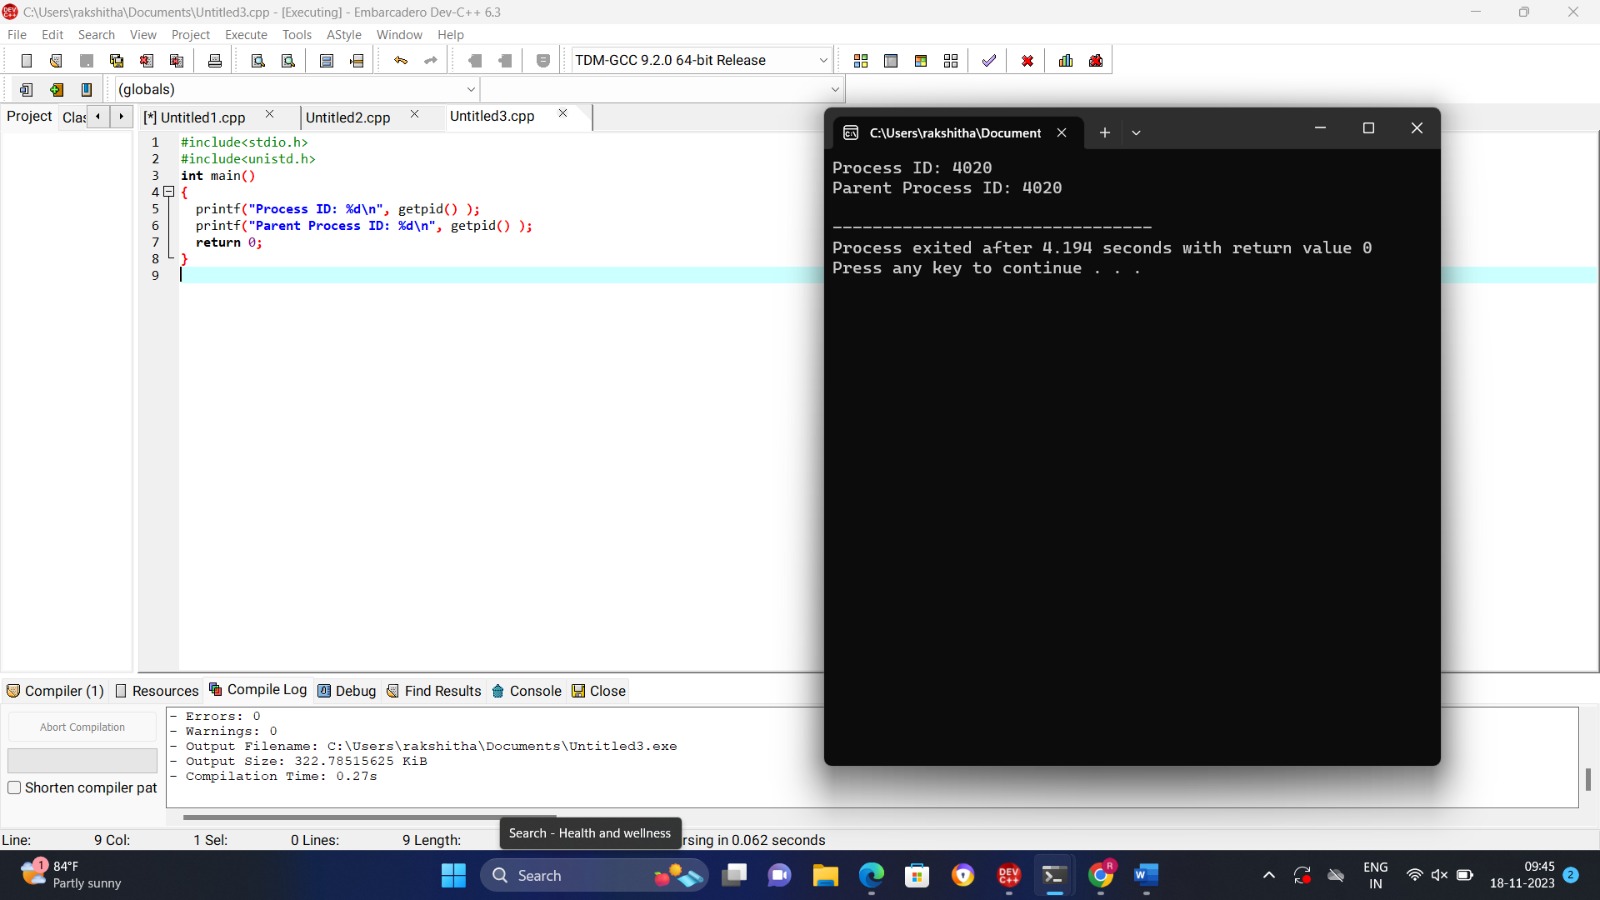 C:\Users\rakshitha\Documents\Untitled3.cpp - [Executing] - Embarcadero Dev-C++ 6.3
File Edit Search View Project Execute Tools AStyle Window Help
TDM-GCC 9.2.0 64-bit Release
(globals)
Project Clas [*] Untitled1.cpp Untitled2.cpp Untitled3.cpp
1 #include<stdio.h>
2 #include<unistd.h>
3 int main()
4 {
5 printf("Process ID: %d\n", getpid() );
6 printf("Parent Process ID: %d\n", getpid() );
7 return 0;
8 }
9
C:\Users\rakshitha\Document
Process ID: 4020
Parent Process ID: 4020
--------------------------------
Process exited after 4.194 seconds with return value 0
Press any key to continue . . .
Compiler (1) Resources Compile Log Debug Find Results Console Close
Abort Compilation
Shorten compiler pat
- Errors: 0
- Warnings: 0
- Output Filename: C:\Users\rakshitha\Documents\Untitled3.exe
- Output Size: 322.78515625 KiB
- Compilation Time: 0.27s
Line: 9 Col: 1 Sel: 0 Lines: 9 Length: rsing in 0.062 seconds
Search - Health and wellness
1
84°F
Partly sunny
Search
DEV C++
R
W
ENG
IN
09:45
18-11-2023
2